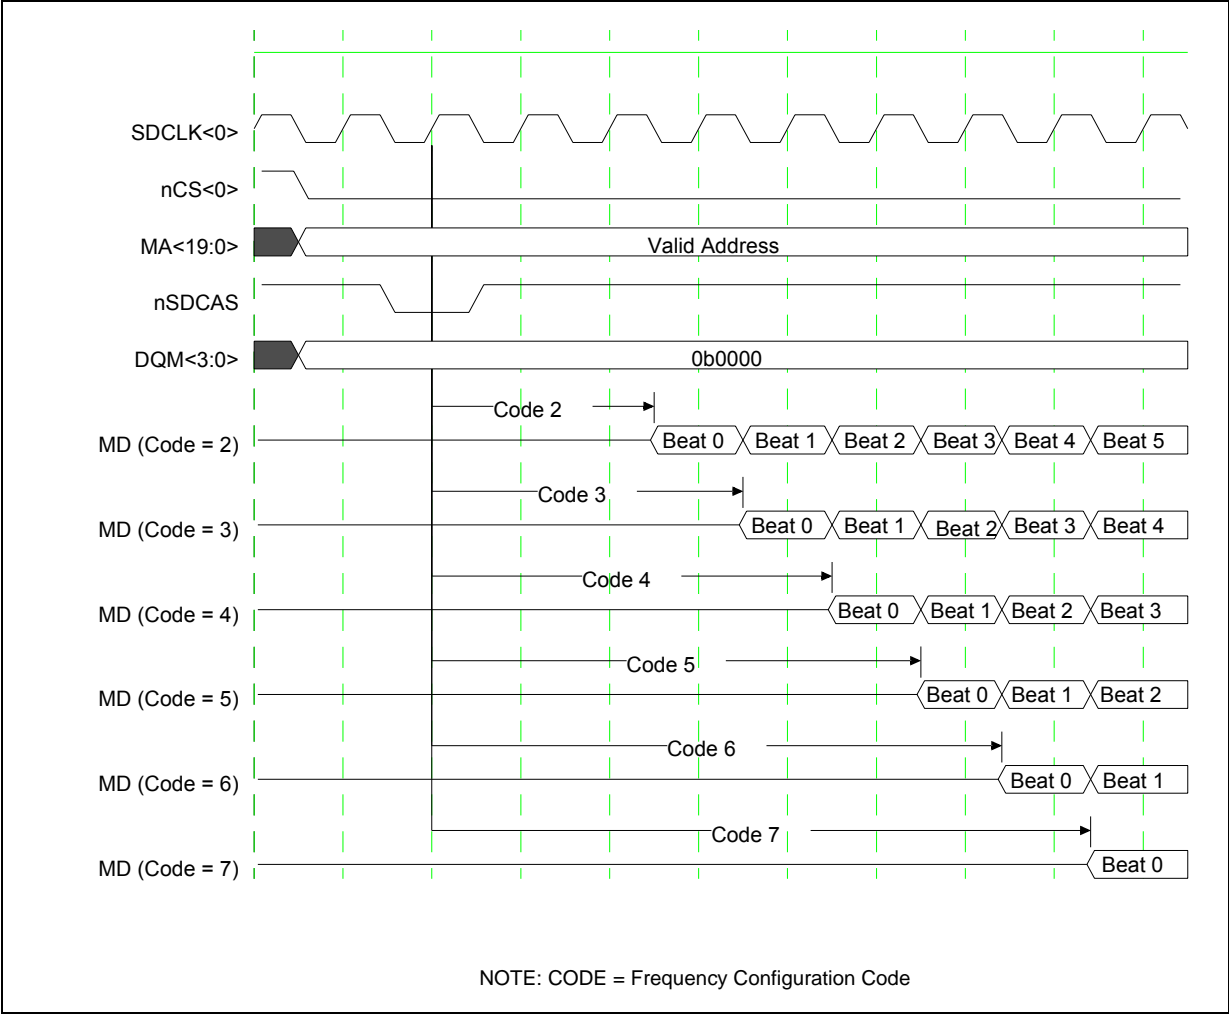 SDCLK<0>
nCS<0>
MA<19:0> Valid Address
nSDCAS
DQM<3:0> 0b0000
Code 2
MD (Code = 2) Beat 0 Beat 1 Beat 2 Beat 3 Beat 4 Beat 5
Code 3
MD (Code = 3) Beat 0 Beat 1 Beat 2 Beat 3 Beat 4
Code 4
MD (Code = 4) Beat 0 Beat 1 Beat 2 Beat 3
Code 5
MD (Code = 5) Beat 0 Beat 1 Beat 2
Code 6
MD (Code = 6) Beat 0 Beat 1
Code 7
MD (Code = 7) Beat 0
NOTE: CODE = Frequency Configuration Code